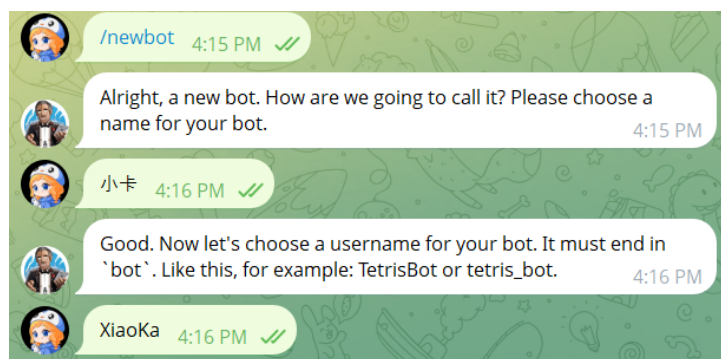 /newbot 4:15 PM
Alright, a new bot. How are we going to call it? Please choose a
name for your bot.
4:15 PM
小卡 4:16 PM
Good. Now let's choose a username for your bot. It must end in
`bot`. Like this, for example: TetrisBot or tetris_bot.
4:16 PM
XiaoKa 4:16 PM